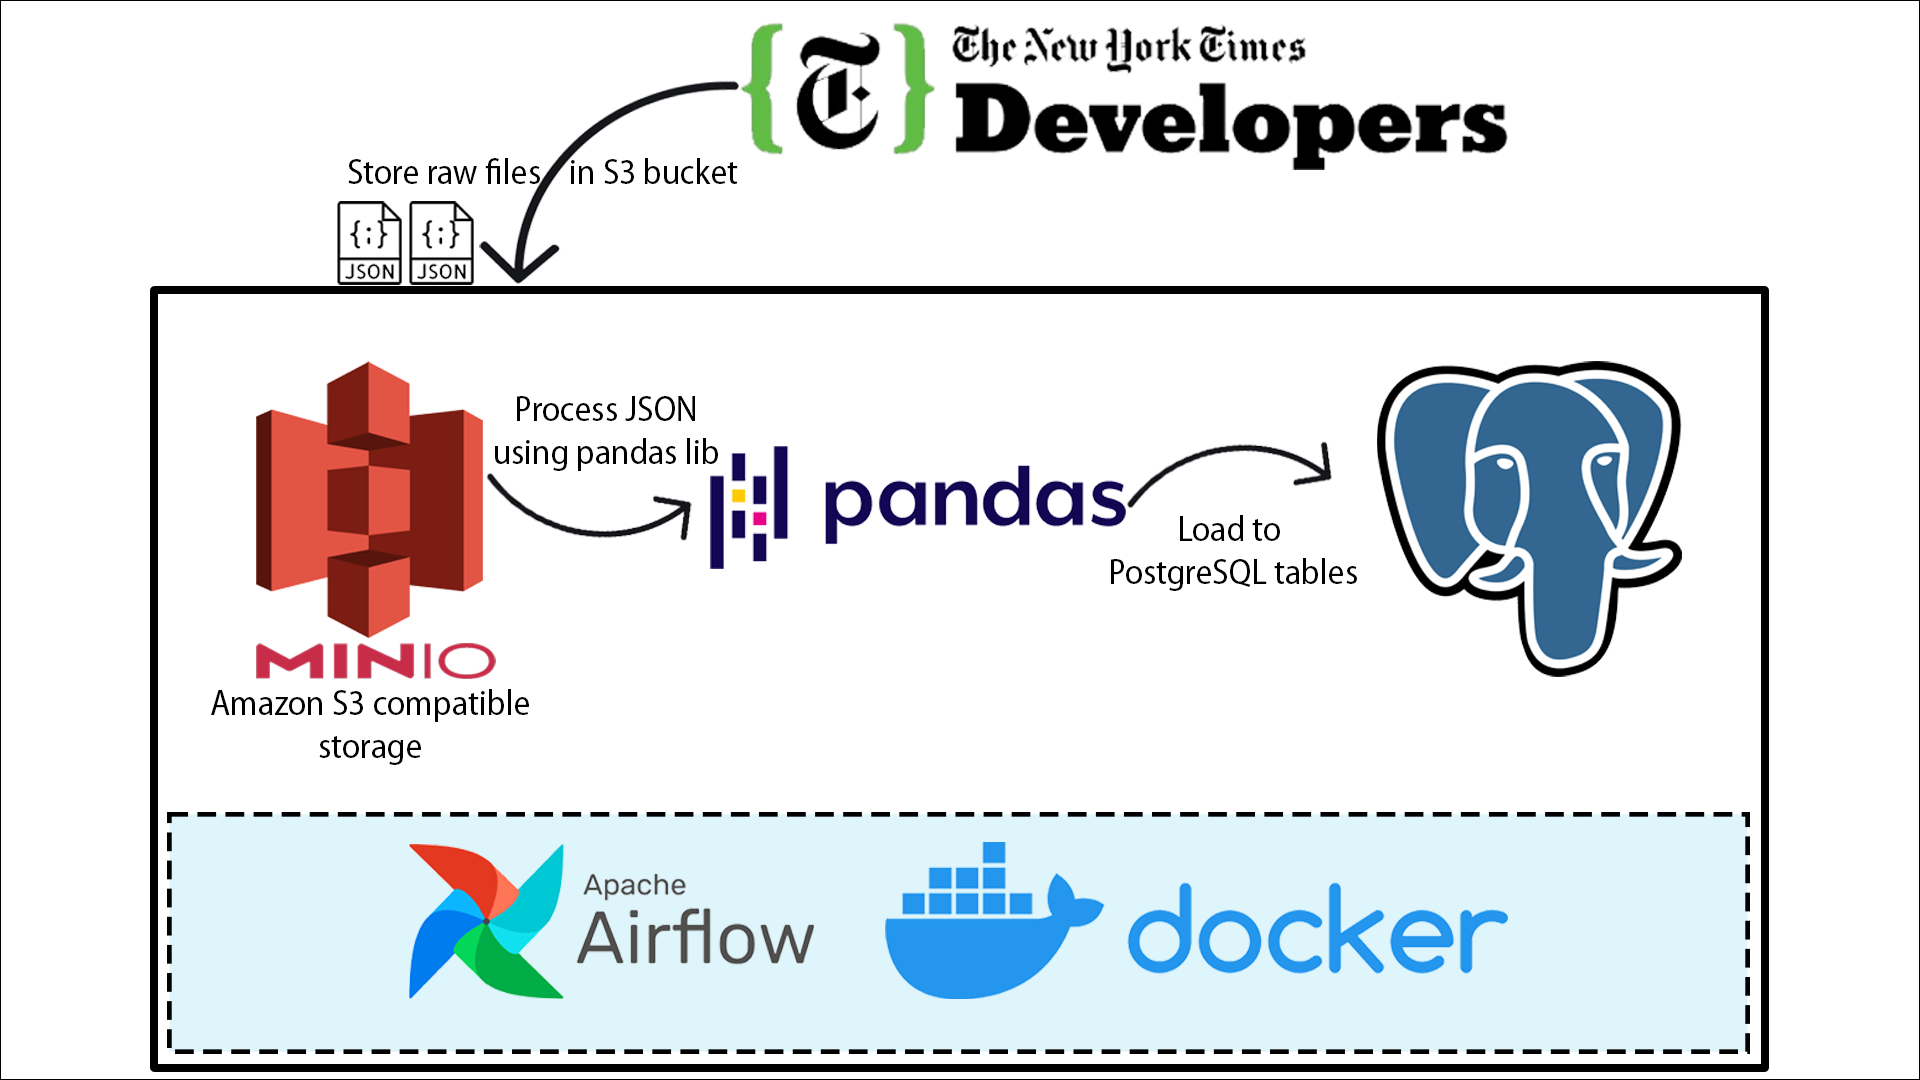 The New York Times
Developers
Store raw files in S3 bucket
{;} {;}
JSON JSON
Process JSON
using pandas lib
pandas
Load to
PostgreSQL tables
MINIO
Amazon S3 compatible
storage
Apache
Airflow
docker